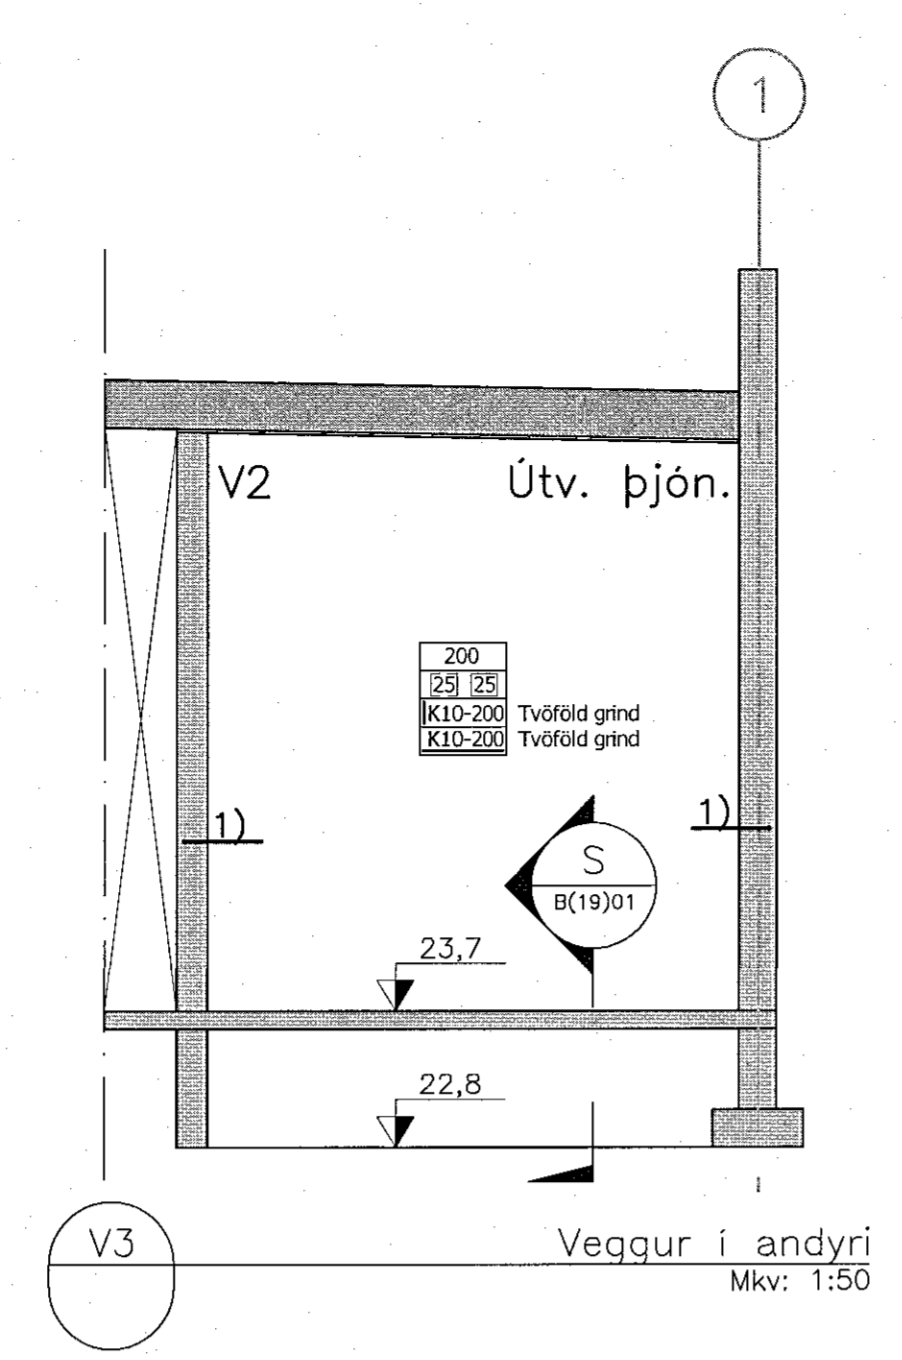 1
V2
Útv. þjón.
200
25 25
K10-200 Tvöföld grind
K10-200 Tvöföld grind
1)
1)
S
B(19)01
23,7
22,8
V3
Veggur í andyri
Mkv: 1:50